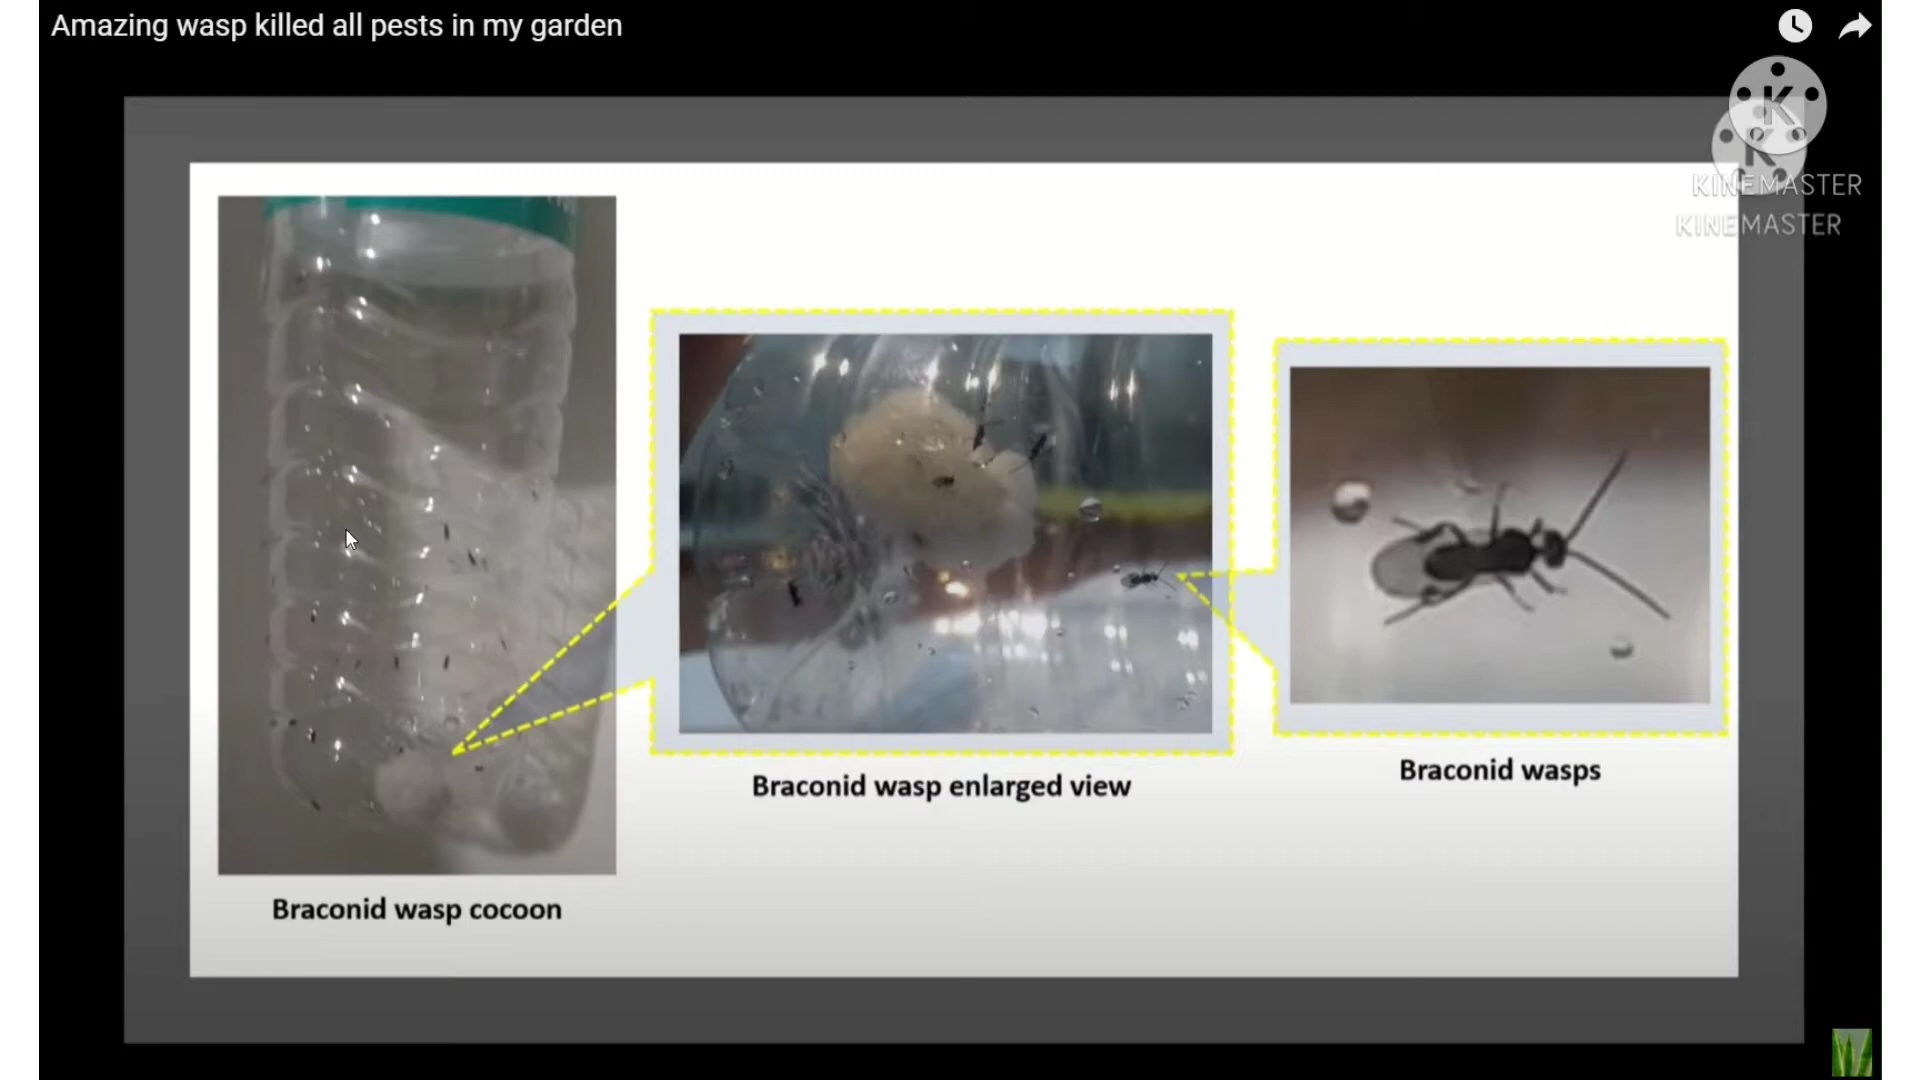 Amazing wasp killed all pests in my garden
K
K
KINEMASTER
KINEMASTER
Braconid wasp enlarged view
Braconid wasps
Braconid wasp cocoon